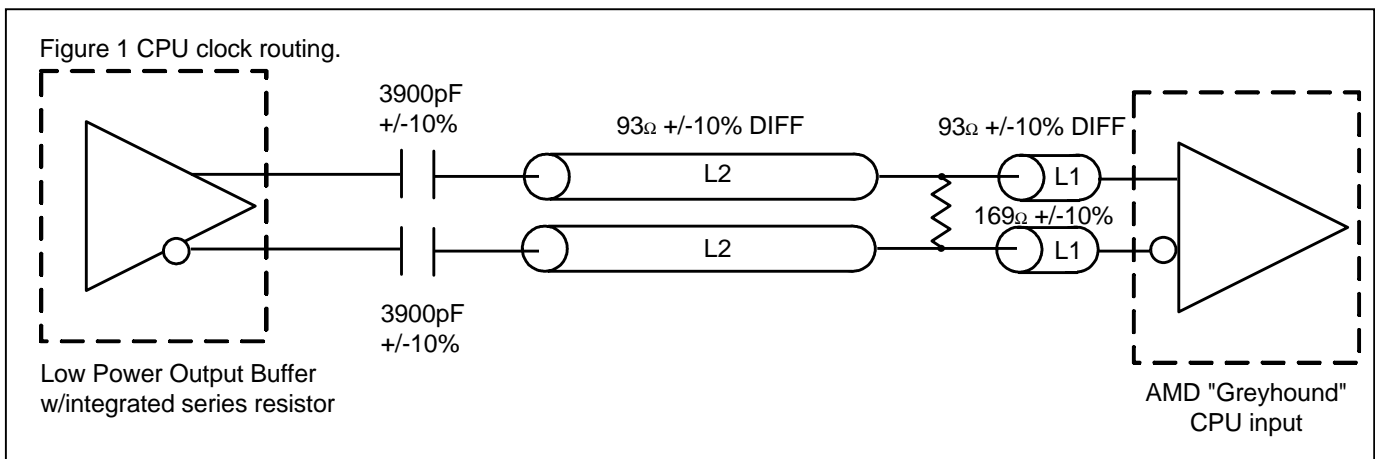 Figure 1 CPU clock routing.
3900pF
+/-10%
93Ω +/-10% DIFF
93Ω +/-10% DIFF
L2
L1
169Ω +/-10%
L2
L1
3900pF
+/-10%
Low Power Output Buffer
w/integrated series resistor
AMD "Greyhound"
CPU input